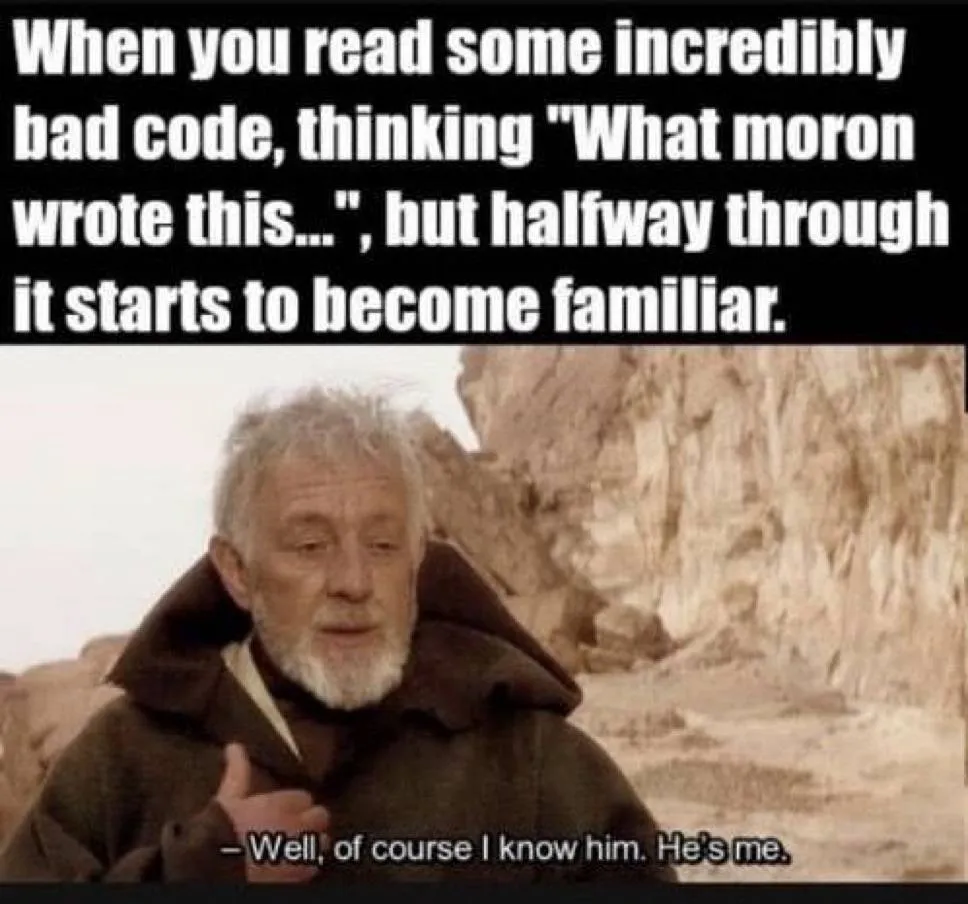 When you read some incredibly
bad code, thinking "What moron
wrote this...", but halfway through
it starts to become familiar.
– Well, of course I know him. He's me.